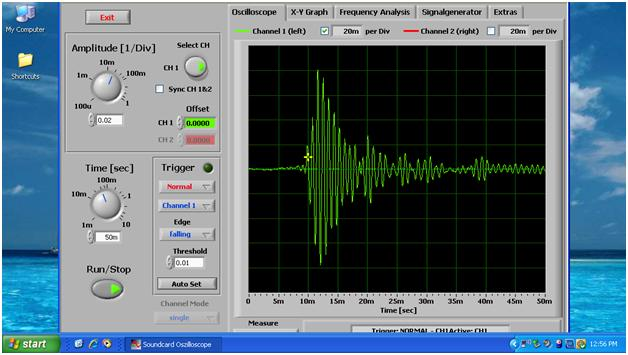 My Computer
Shortcuts
Exit
Amplitude [1/Div]
10m
1m
100m
100u
1
0.02
Select CH
CH 1
Sync CH 1&2
Offset
CH 1
0.0000
CH 2
0.0000
Time [sec]
100m
10m
1
1m
10
50m
Run/Stop
Trigger
Normal
Channel 1
Edge
falling
Threshold
0.01
Auto Set
Channel Mode
single
Oscilloscope
X-Y Graph
Frequency Analysis
Signalgenerator
Extras
Channel 1 (left)
20m
per Div
Channel 2 (right)
20m
per Div
0 5m 10m 15m 20m 25m 30m 35m 40m 45m 50m
Time [sec]
Measure
Trigger: NORMAL - CH1 Active: CH1
start
Soundcard Oszilloscope
12:56 PM